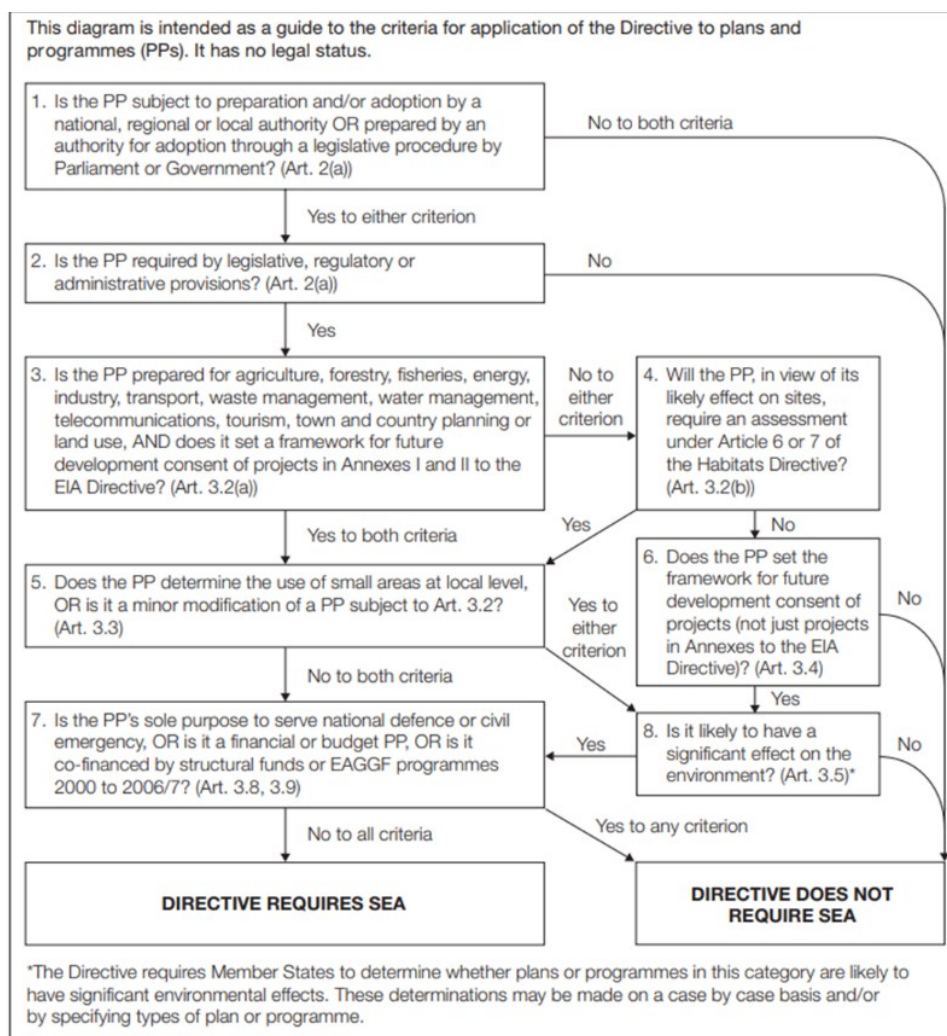 This diagram is intended as a guide to the criteria for application of the Directive to plans and
programmes (PPs). It has no legal status.
1. Is the PP subject to preparation and/or adoption by a
national, regional or local authority OR prepared by an
authority for adoption through a legislative procedure by
Parliament or Government? (Art. 2(a))
No to both criteria
Yes to either criterion
2. Is the PP required by legislative, regulatory or
administrative provisions? (Art. 2(a))
No
Yes
3. Is the PP prepared for agriculture, forestry, fisheries, energy,
industry, transport, waste management, water management,
telecommunications, tourism, town and country planning or
land use, AND does it set a framework for future
development consent of projects in Annexes I and II to the
EIA Directive? (Art. 3.2(a))
No to
either
criterion
4. Will the PP, in view of its
likely effect on sites,
require an assessment
under Article 6 or 7 of
the Habitats Directive?
(Art. 3.2(b))
Yes to both criteria
Yes
No
5. Does the PP determine the use of small areas at local level,
OR is it a minor modification of a PP subject to Art. 3.2?
(Art. 3.3)
Yes to
either
criterion
6. Does the PP set the
framework for future
development consent of
projects (not just projects
in Annexes to the EIA
Directive)? (Art. 3.4)
No
No to both criteria
Yes
7. Is the PP's sole purpose to serve national defence or civil
emergency, OR is it a financial or budget PP, OR is it
co-financed by structural funds or EAGGF programmes
2000 to 2006/7? (Art. 3.8, 3.9)
Yes
8. Is it likely to have a
significant effect on the
environment? (Art. 3.5)*
No
No to all criteria
Yes to any criterion
DIRECTIVE REQUIRES SEA
DIRECTIVE DOES NOT
REQUIRE SEA
*The Directive requires Member States to determine whether plans or programmes in this category are likely to
have significant environmental effects. These determinations may be made on a case by case basis and/or
by specifying types of plan or programme.